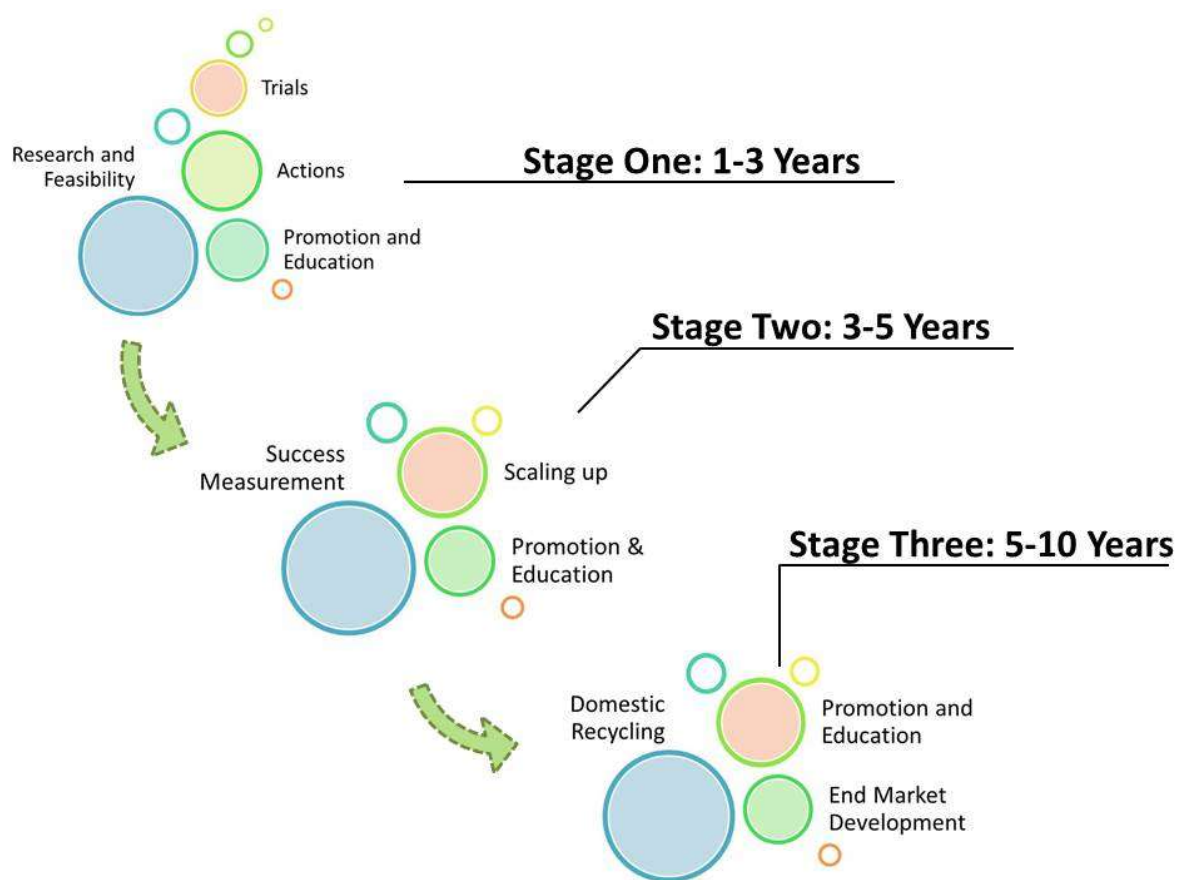 Trials
Research and
Feasibility
Actions
Promotion and
Education
Stage One: 1-3 Years
Stage Two: 3-5 Years
Success
Measurement
Scaling up
Promotion &
Education
Stage Three: 5-10 Years
Domestic
Recycling
Promotion and
Education
End Market
Development